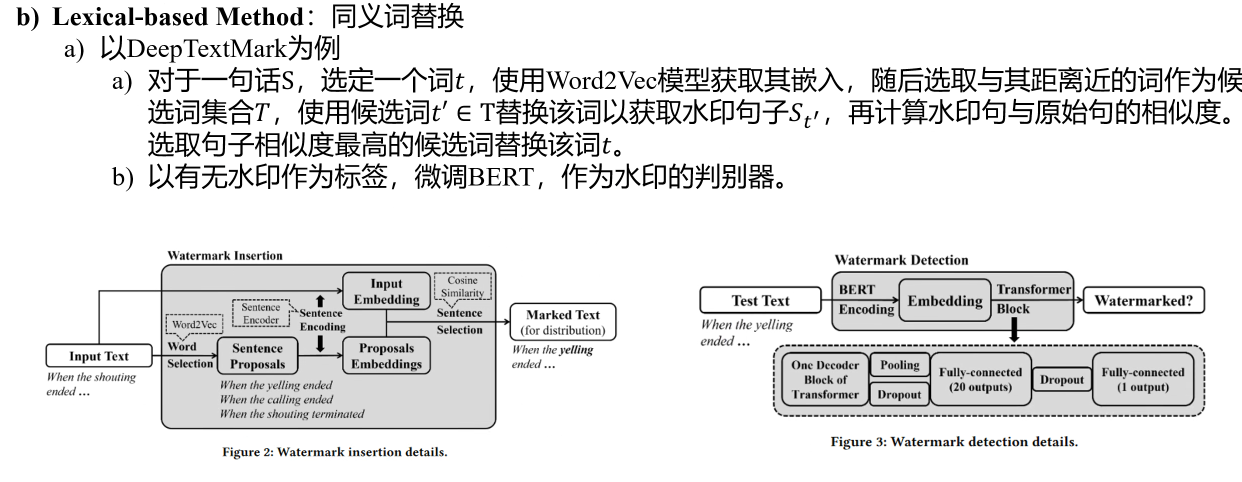 b) Lexical-based Method：同义词替换
a) 以DeepTextMark为例
a) 对于一句话S，选定一个词t，使用Word2Vec模型获取其嵌入，随后选取与其距离近的词作为候
选词集合T，使用候选词t′ ∈ T替换该词以获取水印句子S_t′，再计算水印句与原始句的相似度。
选取句子相似度最高的候选词替换该词t。
b) 以有无水印作为标签，微调BERT，作为水印的判别器。
Watermark Insertion
Input Text
When the shouting
ended …
Word2Vec
Word
Selection
Sentence
Proposals
When the yelling ended
When the calling ended
When the shouting terminated
Sentence
Encoder
Sentence
Encoding
Input
Embedding
Proposals
Embeddings
Cosine
Similarity
Sentence
Selection
Marked Text
(for distribution)
When the yelling
ended …
Figure 2: Watermark insertion details.
Watermark Detection
Test Text
When the yelling
ended …
BERT
Encoding
Embedding
Transformer
Block
Watermarked?
One Decoder
Block of
Transformer
Pooling
Dropout
Fully-connected
(20 outputs)
Dropout
Fully-connected
(1 output)
Figure 3: Watermark detection details.